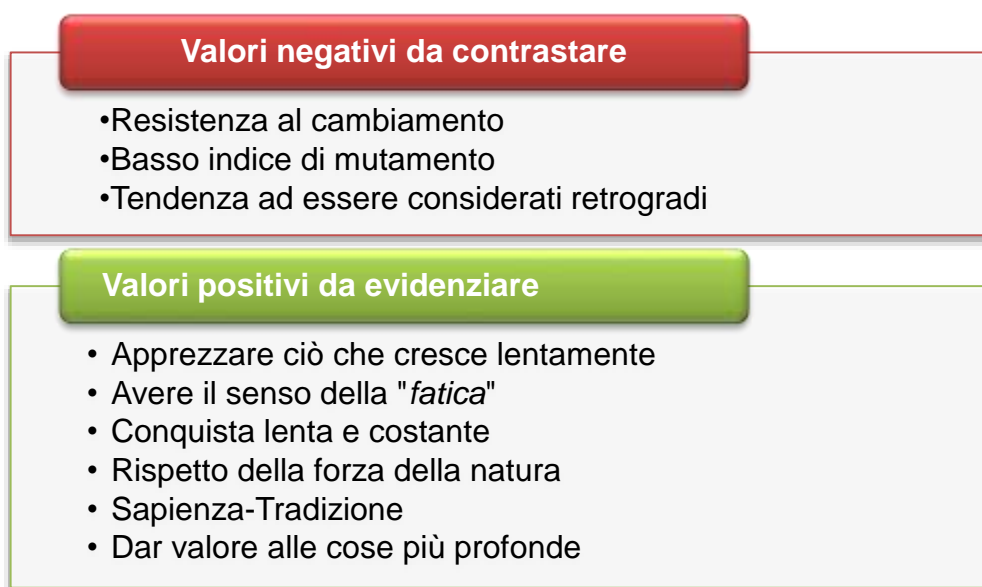 Valori negativi da contrastare
•Resistenza al cambiamento
•Basso indice di mutamento
•Tendenza ad essere considerati retrogradi
Valori positivi da evidenziare
• Apprezzare ciò che cresce lentamente
• Avere il senso della "fatica"
• Conquista lenta e costante
• Rispetto della forza della natura
• Sapienza-Tradizione
• Dar valore alle cose più profonde